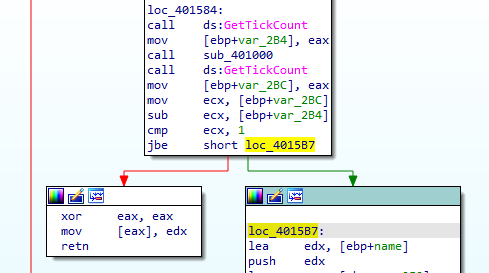 loc_401584:
call ds:GetTickCount
mov [ebp+var_2B4], eax
call sub_401000
call ds:GetTickCount
mov [ebp+var_2BC], eax
mov ecx, [ebp+var_2BC]
sub ecx, [ebp+var_2B4]
cmp ecx, 1
jbe short loc_4015B7
xor eax, eax
mov [eax], edx
retn
loc_4015B7:
lea edx, [ebp+name]
push edx